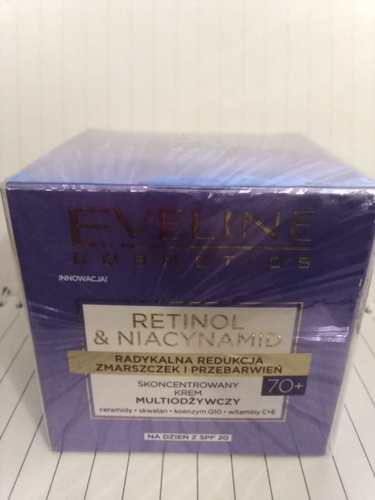 EVELINE
COSMETICS
INNOWACJA!
RETINOL
& NIACYNAMID
RADYKALNA REDUKCJA
ZMARSZCZEK I PRZEBARWIEŃ
SKONCENTROWANY
KREM
MULTIODŻYWCZY
70+
ceramidy • skwalan • koenzym Q10 • witaminy C+E
NA DZIEŃ Z SPF 20